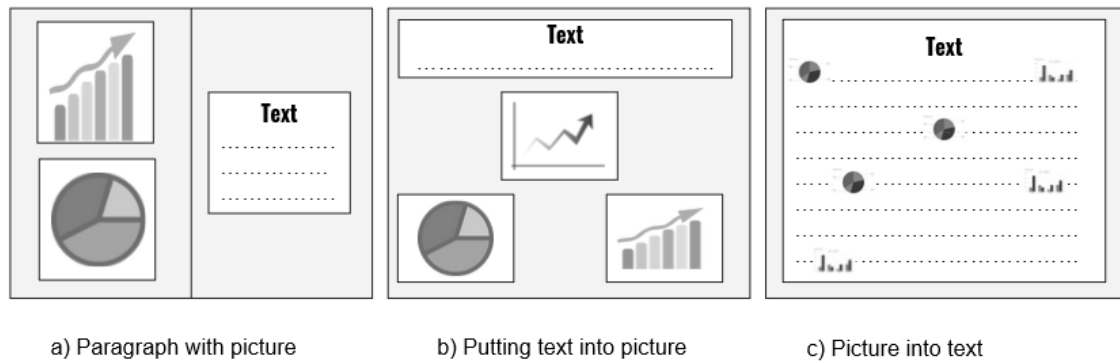 Text
Text
Text
a) Paragraph with picture
b) Putting text into picture
c) Picture into text